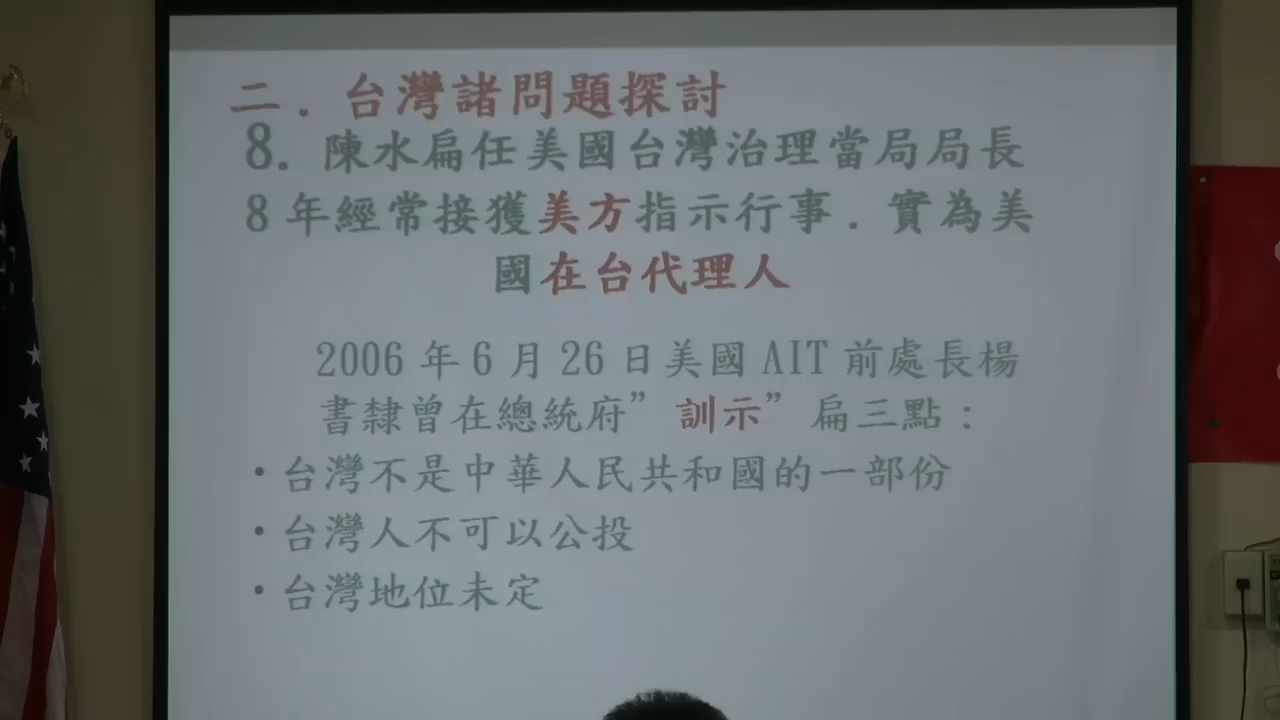 二. 台灣諸問題探討
8. 陳水扁任美國台灣治理當局局長
8年經常接獲美方指示行事. 實為美
國在台代理人
2006年6月26日美國AIT前處長楊
書隸曾在總統府”訓示”扁三點:
•台灣不是中華人民共和國的一部份
•台灣人不可以公投
•台灣地位未定